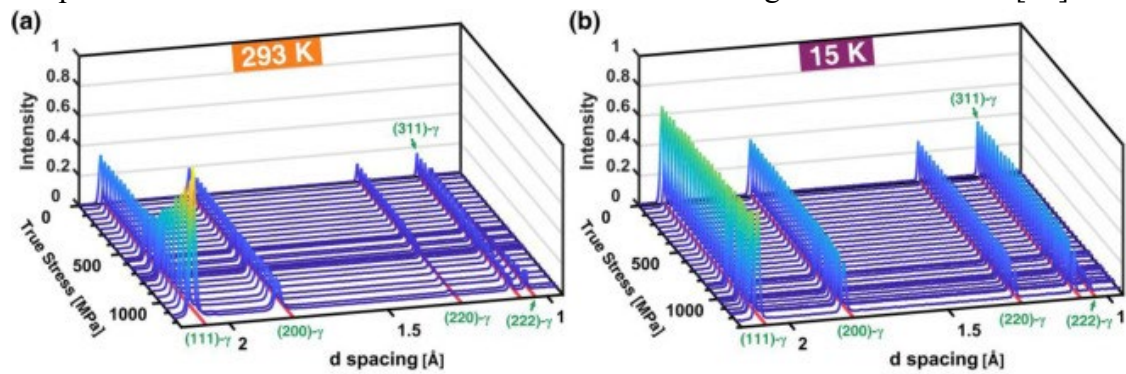 (a)
293 K
1
0.8
0.6
0.4
0.2
0
Intensity
(311)-γ
0
500
1000
True Stress [MPa]
(111)-γ
2
(200)-γ
1.5
(220)-γ
(222)-γ
1
d spacing [Å]
(b)
15 K
1
0.8
0.6
0.4
0.2
0
Intensity
(311)-γ
0
500
1000
True Stress [MPa]
(111)-γ
2
(200)-γ
1.5
(220)-γ
(222)-γ
1
d spacing [Å]